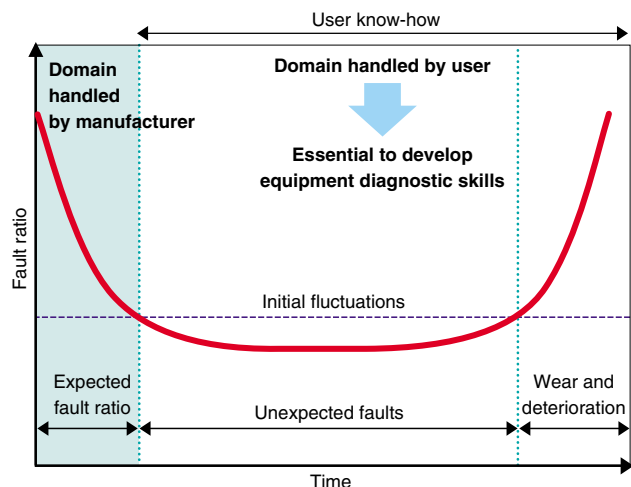 User know-how
Domain
handled
by manufacturer
Domain handled by user
Essential to develop
equipment diagnostic skills
Fault ratio
Initial fluctuations
Expected
fault ratio
Unexpected faults
Wear and
deterioration
Time